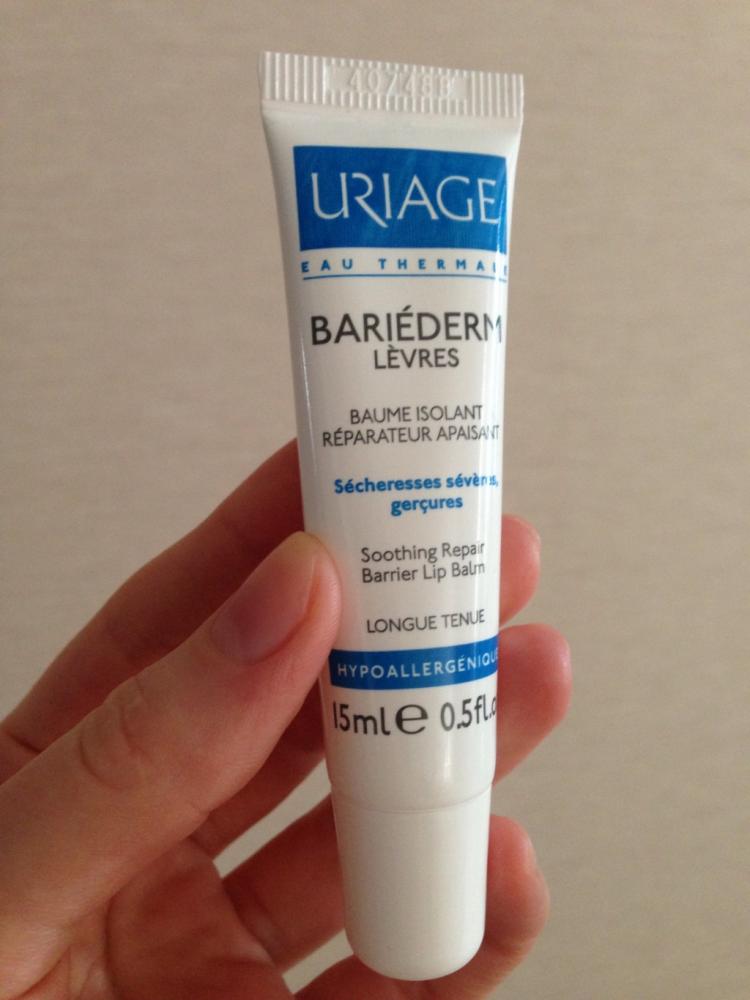 407488
URIAGE
EAU THERMALE
BARIÉDERM
LÈVRES
BAUME ISOLANT
RÉPARATEUR APAISANT
Sécheresses sévères,
gerçures
Soothing Repair
Barrier Lip Balm
LONGUE TENUE
HYPOALLERGÉNIQUE
15ml e 0.5fl.o